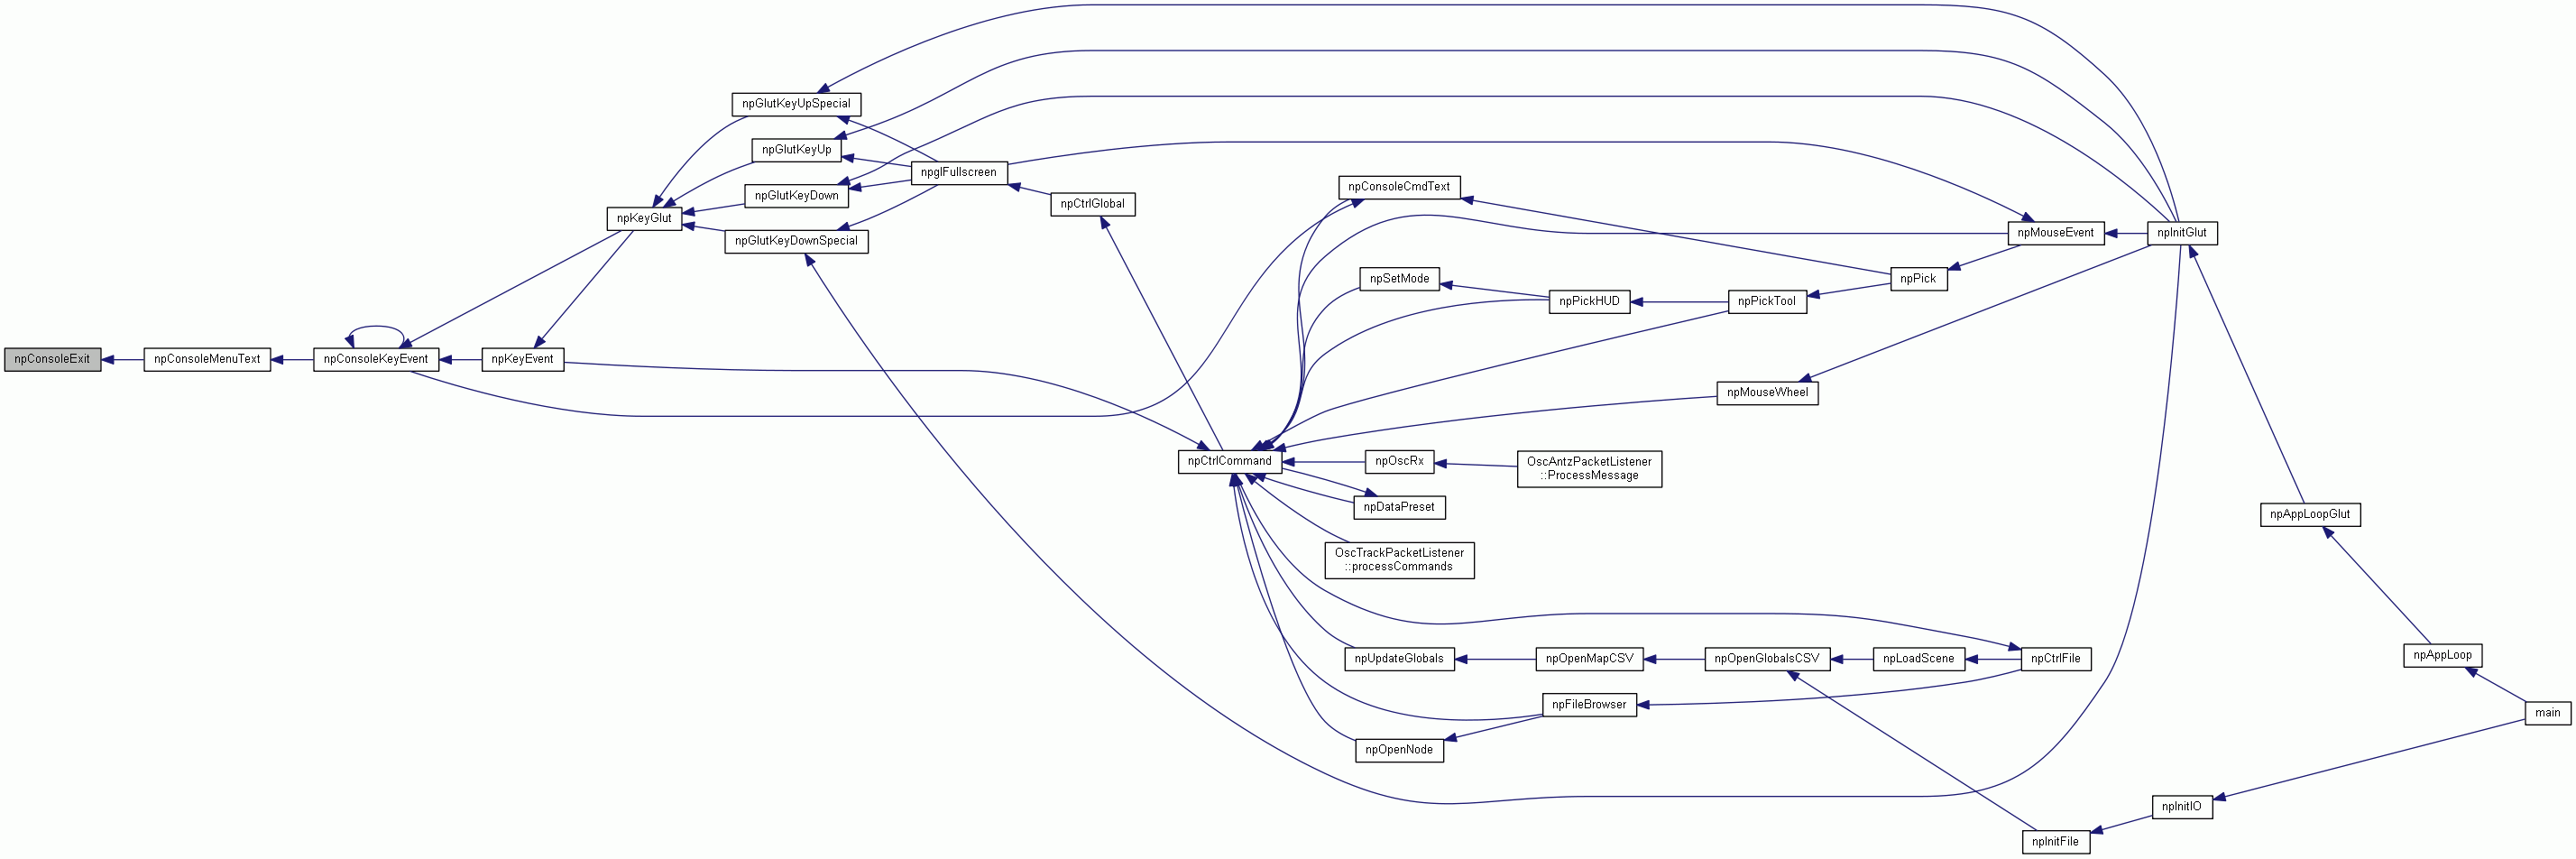 npConsoleExit
npConsoleMenuText
npConsoleKeyEvent
npKeyEvent
npKeyGlut
npGlutKeyUpSpecial
npGlutKeyUp
npGlutKeyDown
npGlutKeyDownSpecial
npglFullscreen
npCtrlGlobal
npCtrlCommand
npConsoleCmdText
npSetMode
npPickHUD
npPickTool
npPick
npMouseEvent
npInitGlut
npMouseWheel
npOscRx
OscAntzPacketListener
::ProcessMessage
npDataPreset
OscTrackPacketListener
::processCommands
npUpdateGlobals
npOpenMapCSV
npOpenGlobalsCSV
npLoadScene
npCtrlFile
npFileBrowser
npOpenNode
npInitFile
npInitIO
npAppLoopGlut
npAppLoop
main